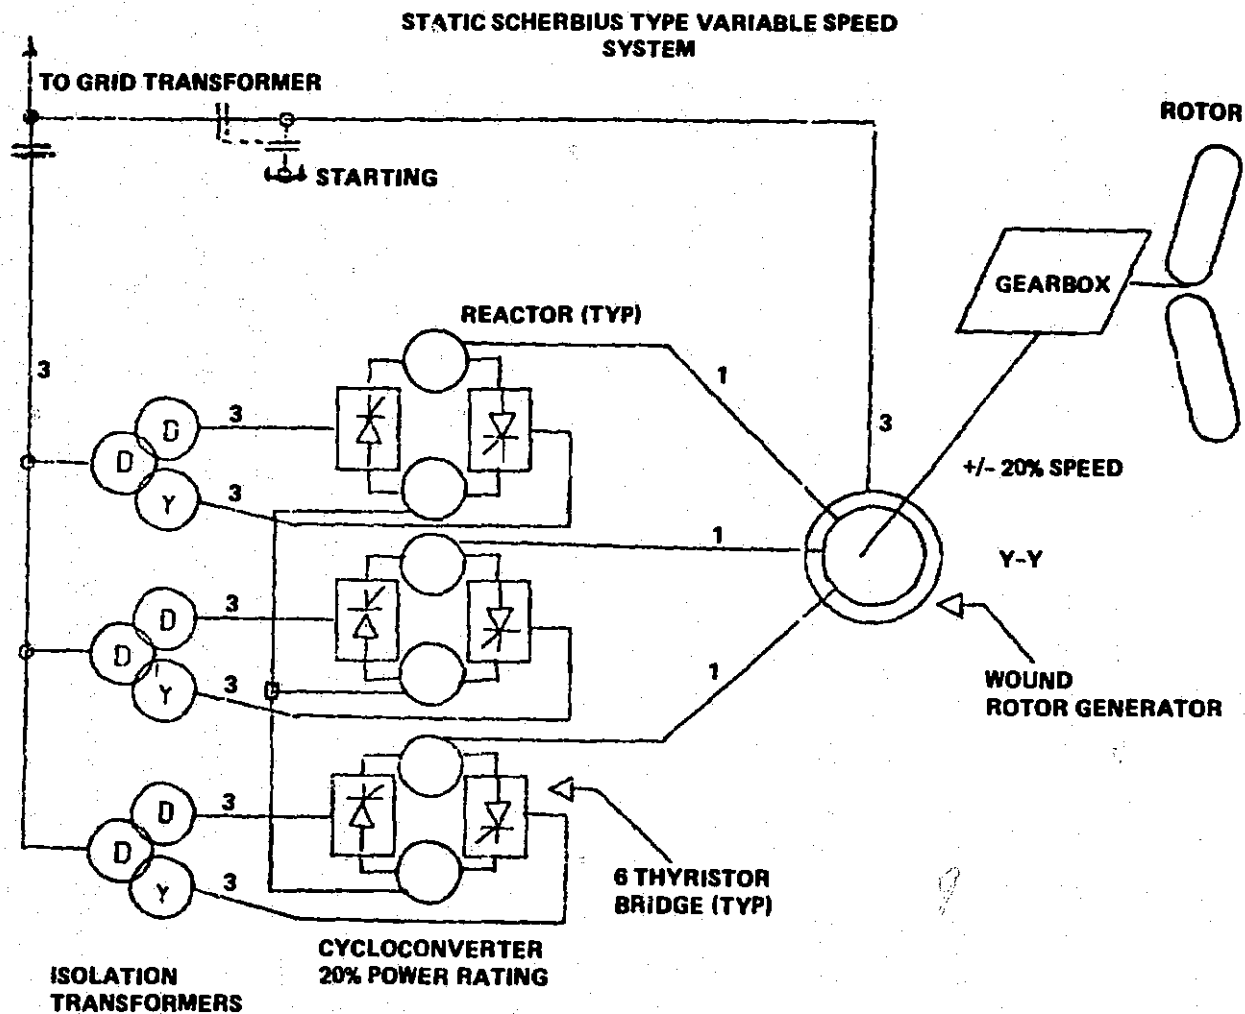 STATIC SCHERBIUS TYPE VARIABLE SPEED
SYSTEM
TO GRID TRANSFORMER
ROTOR
STARTING
GEARBOX
REACTOR (TYP)
3
1
3
D
3
D
+/- 20% SPEED
Y
3
1
Y-Y
D
3
D
Y
3
1
WOUND
ROTOR GENERATOR
D
3
D
Y
3
6 THYRISTOR
BRIDGE (TYP)
CYCLOCONVERTER
20% POWER RATING
ISOLATION
TRANSFORMERS